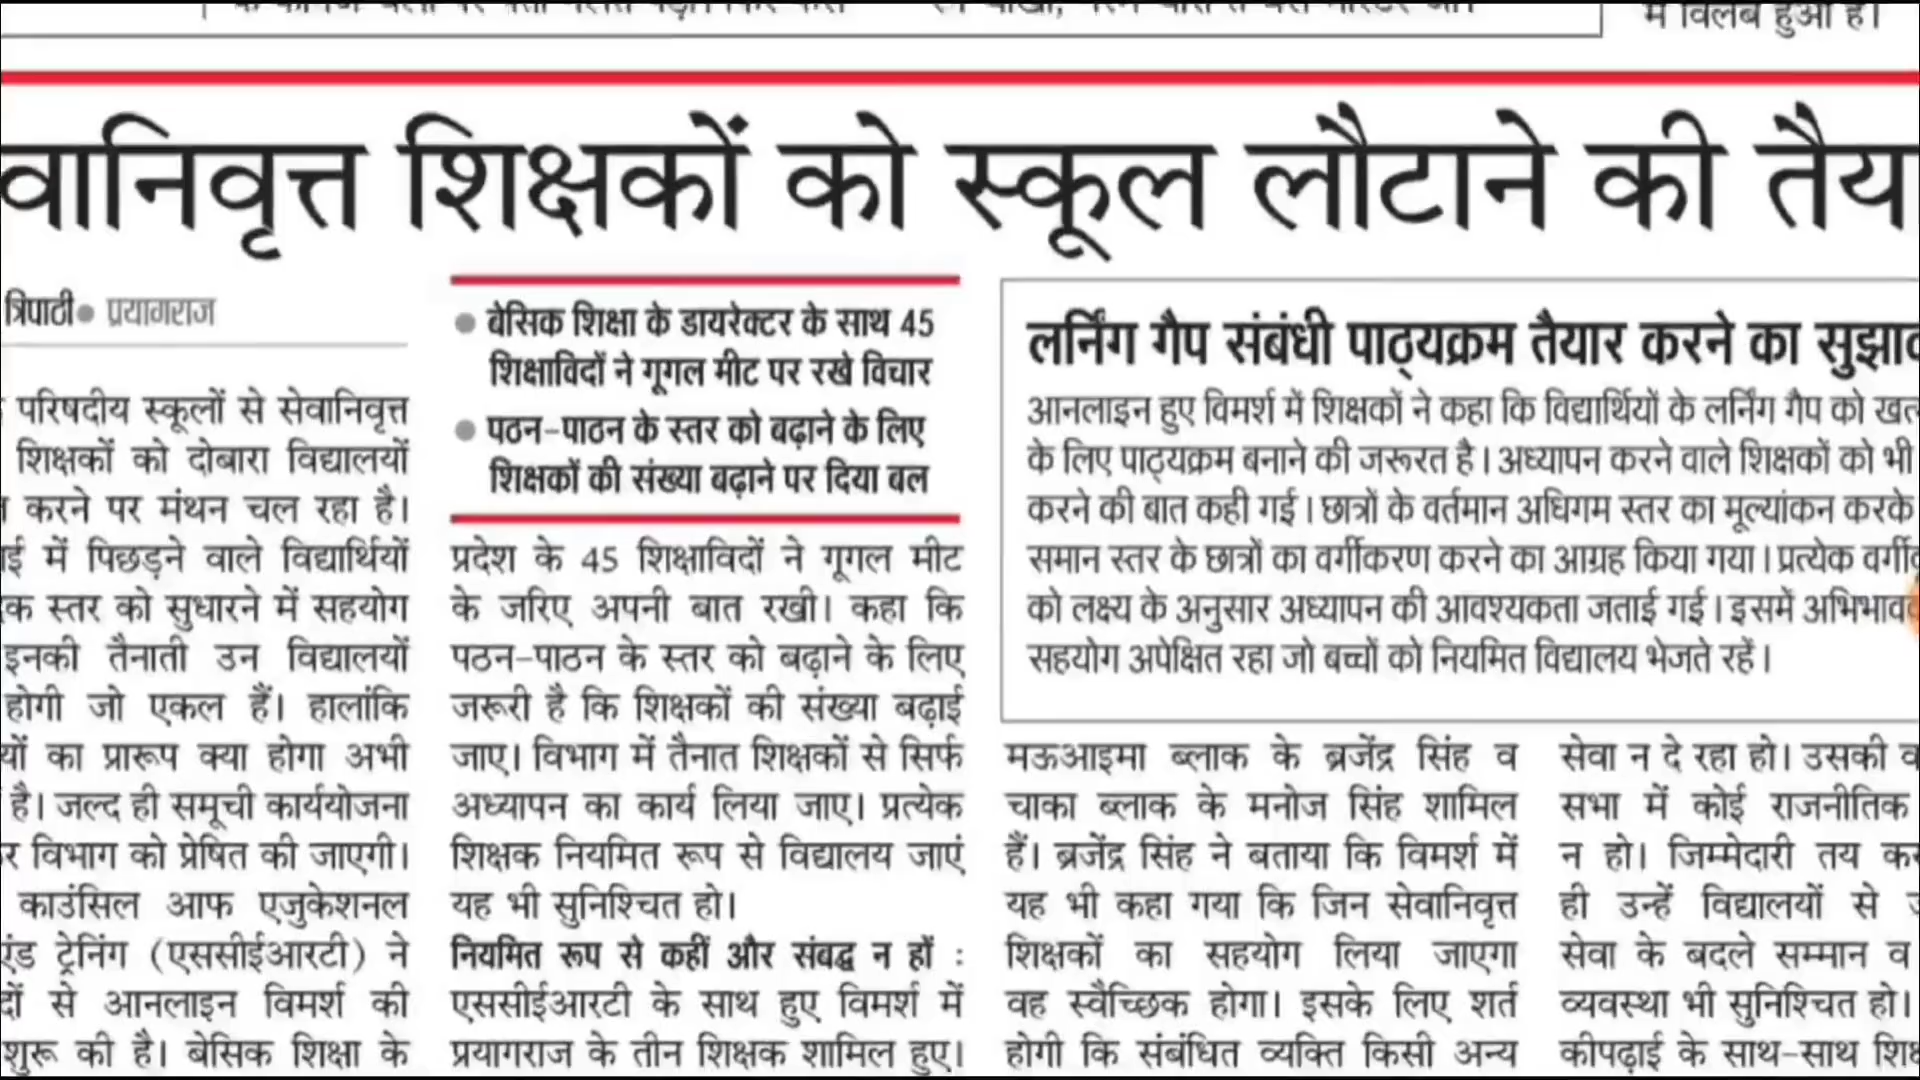 में विलंब हुआ है।
शिक्षकों को स्कूल लौटाने की
त्रिपाठी● प्रयागराज
परिषदीय स्कूलों से सेवानिवृत्त
शिक्षकों को दोबारा विद्यालयों
करने पर मंथन चल रहा है।
में पिछड़ने वाले विद्यार्थियों
स्तर को सुधारने में सहयोग
इनकी तैनाती उन विद्यालयों
होगी जो एकल हैं। हालांकि
का प्रारूप क्या होगा अभी
है। जल्द ही समूची कार्ययोजना
विभाग को प्रेषित की जाएगी।
काउंसिल आफ एजुकेशनल
एंड ट्रेनिंग (एससीईआरटी) ने
से आनलाइन विमर्श की
शुरू की है। बेसिक शिक्षा के
● बेसिक शिक्षा के डायरेक्टर के साथ 45
शिक्षाविदों ने गूगल मीट पर रखे विचार
● पठन-पाठन के स्तर को बढ़ाने के लिए
शिक्षकों की संख्या बढ़ाने पर दिया बल
प्रदेश के 45 शिक्षाविदों ने गूगल मीट
के जरिए अपनी बात रखी। कहा कि
पठन-पाठन के स्तर को बढ़ाने के लिए
जरूरी है कि शिक्षकों की संख्या बढ़ाई
जाए। विभाग में तैनात शिक्षकों से सिर्फ
अध्यापन का कार्य लिया जाए। प्रत्येक
शिक्षक नियमित रूप से विद्यालय जाएं
यह भी सुनिश्चित हो।
नियमित रूप से कहीं और संबद्ध न हों :
एससीईआरटी के साथ हुए विमर्श में
प्रयागराज के तीन शिक्षक शामिल हुए।
लर्निंग गैप संबंधी पाठ्यक्रम तैयार करने का
आनलाइन हुए विमर्श में शिक्षकों ने कहा कि विद्यार्थियों के लर्निंग गैप को
के लिए पाठ्यक्रम बनाने की जरूरत है। अध्यापन करने वाले शिक्षकों को भी
करने की बात कही गई। छात्रों के वर्तमान अधिगम स्तर का मूल्यांकन करके
समान स्तर के छात्रों का वर्गीकरण करने का आग्रह किया गया। प्रत्येक
को लक्ष्य के अनुसार अध्यापन की आवश्यकता जताई गई। इसमें
सहयोग अपेक्षित रहा जो बच्चों को नियमित विद्यालय भेजते रहें।
मऊआइमा ब्लाक के ब्रजेंद्र सिंह व
चाका ब्लाक के मनोज सिंह शामिल
हैं। ब्रजेंद्र सिंह ने बताया कि विमर्श में
यह भी कहा गया कि जिन सेवानिवृत्त
शिक्षकों का सहयोग लिया जाएगा
वह स्वैच्छिक होगा। इसके लिए शर्त
होगी कि संबंधित व्यक्ति किसी अन्य
सेवा न दे रहा हो। उसकी
सभा में कोई राजनीतिक
न हो। जिम्मेदारी तय
ही उन्हें विद्यालयों से
सेवा के बदले सम्मान व
व्यवस्था भी सुनिश्चित हो।
कीपढ़ाई के साथ-साथ